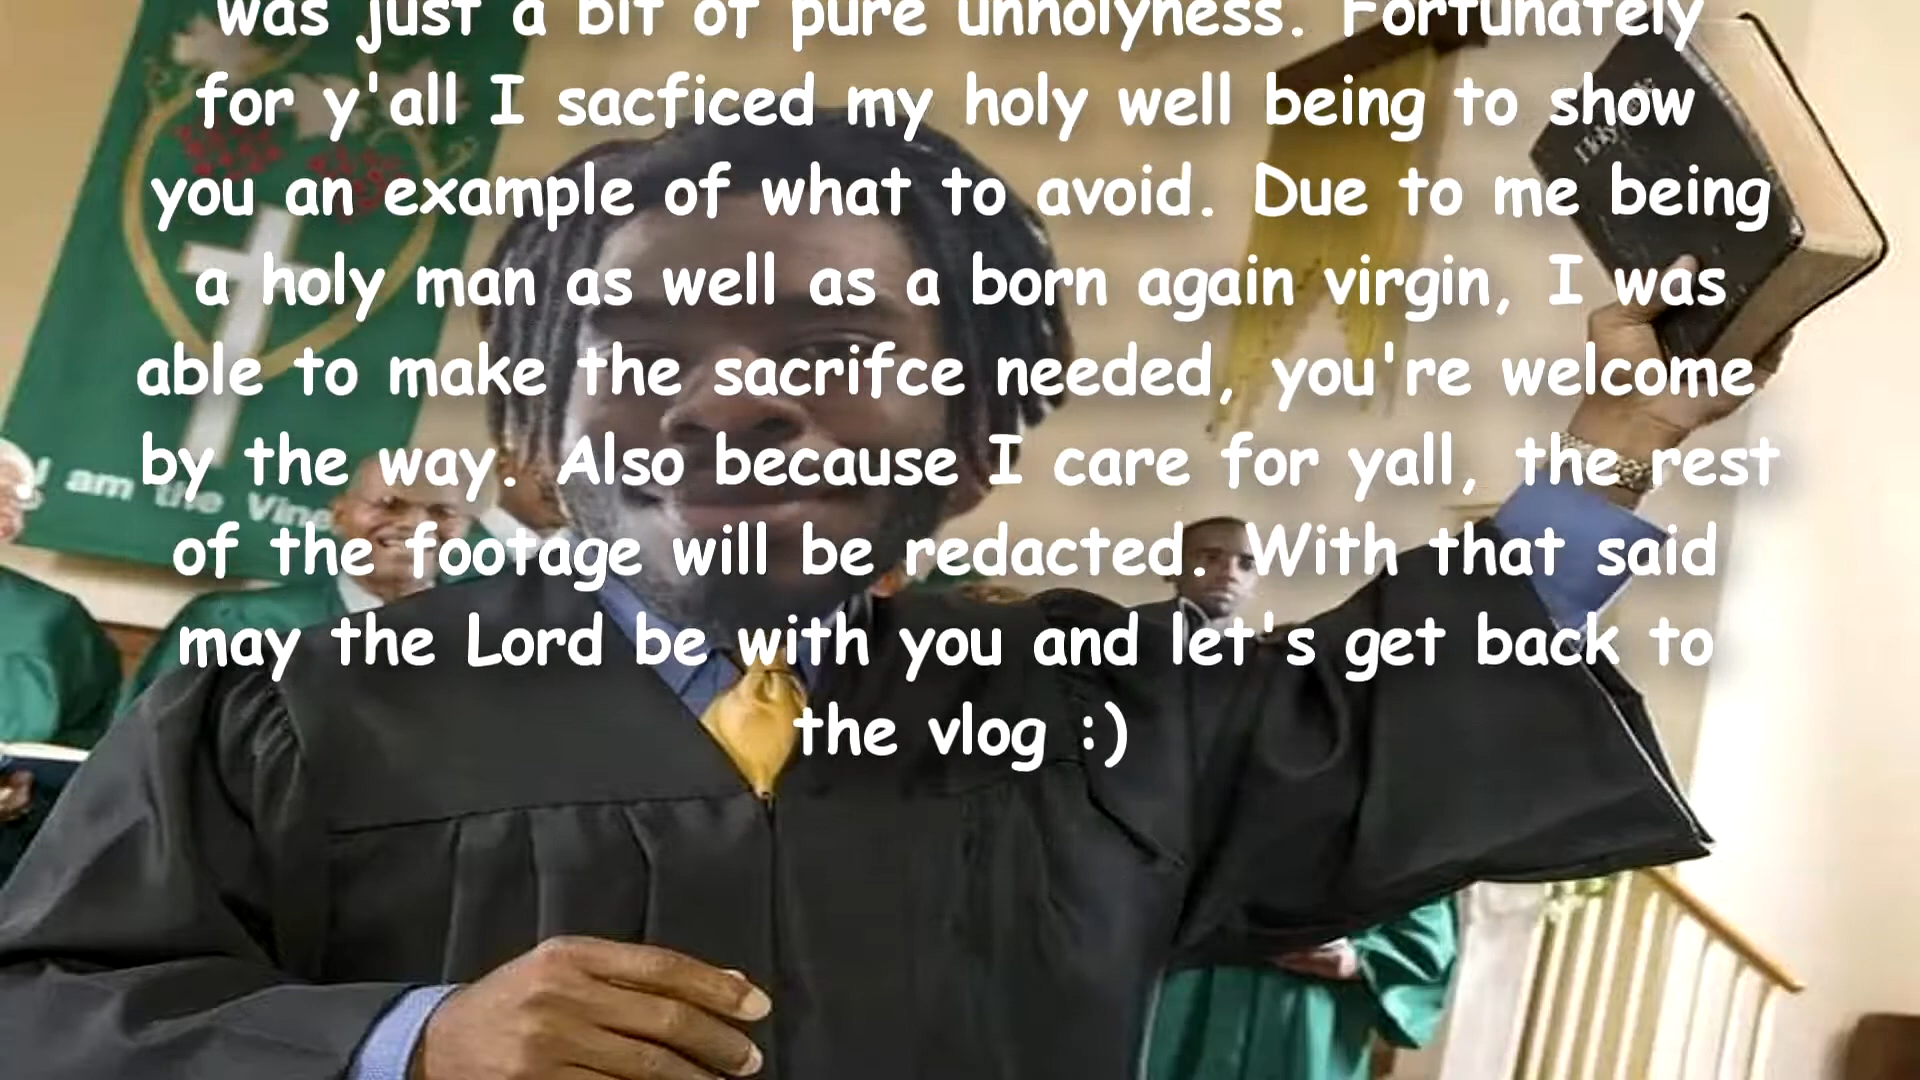 was just a bit of pure unholyness. Fortunately
for y'all I sacficed my holy well being to show
you an example of what to avoid. Due to me being
a holy man as well as a born again virgin, I was
able to make the sacrifce needed, you're welcome
by the way. Also because I care for yall, the rest
of the footage will be redacted. With that said
may the Lord be with you and let's get back to
the vlog :)
I am the Vine
Holy